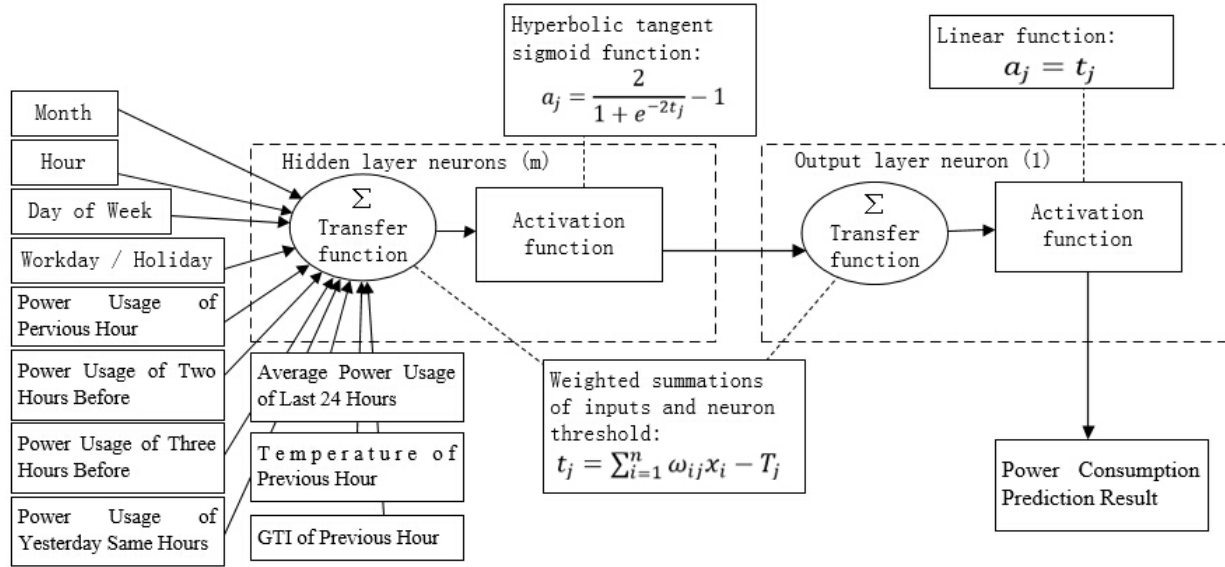 Hyperbolic tangent
sigmoid function:
a_j = 2 / (1 + e^{-2t_j}) − 1
Linear function:
a_j = t_j
Month
Hour
Day of Week
Workday / Holiday
Power Usage of
Pervious Hour
Power Usage of Two
Hours Before
Power Usage of Three
Hours Before
Power Usage of
Yesterday Same Hours
Average Power Usage
of Last 24 Hours
Temperature of
Previous Hour
GTI of Previous Hour
Hidden layer neurons (m)
Σ
Transfer
function
Activation
function
Output layer neuron (1)
Σ
Transfer
function
Activation
function
Weighted summations
of inputs and neuron
threshold:
t_j = ∑_{i=1}^{n} ω_{ij} x_i − T_j
Power Consumption
Prediction Result